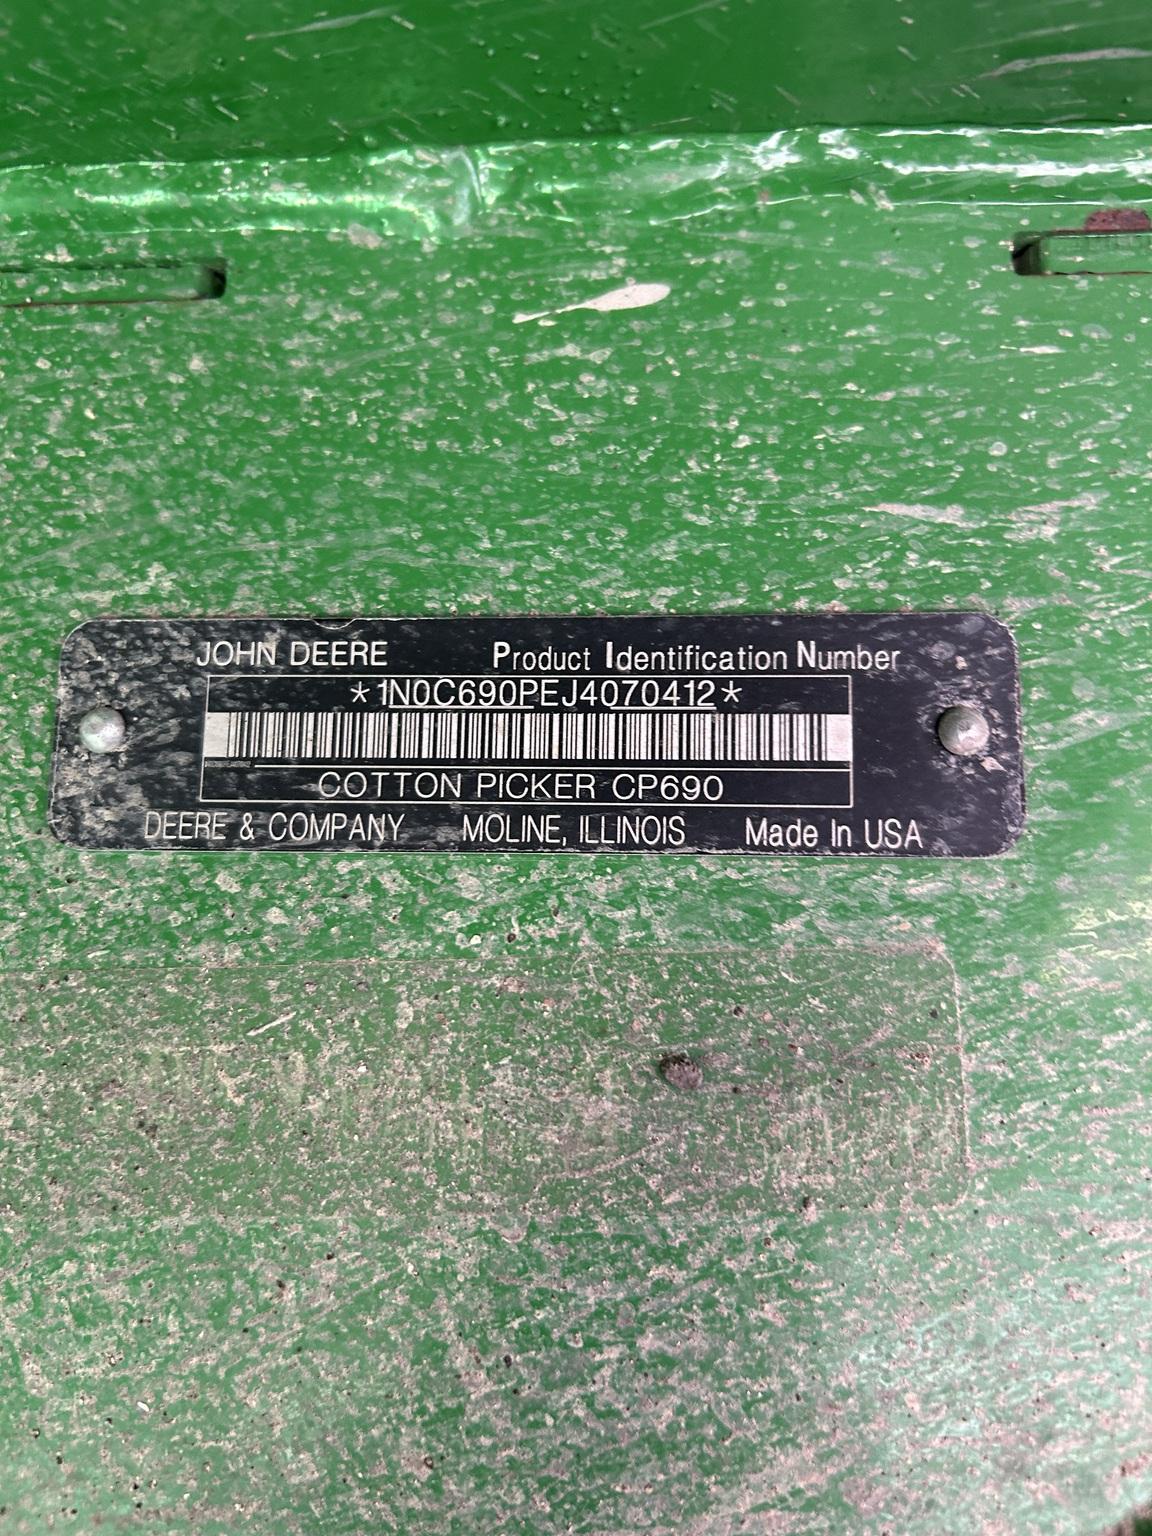 JOHN DEERE Product Identification Number
*1N0C690PEJ4070412*
COTTON PICKER CP690
DEERE & COMPANY MOLINE, ILLINOIS Made In USA